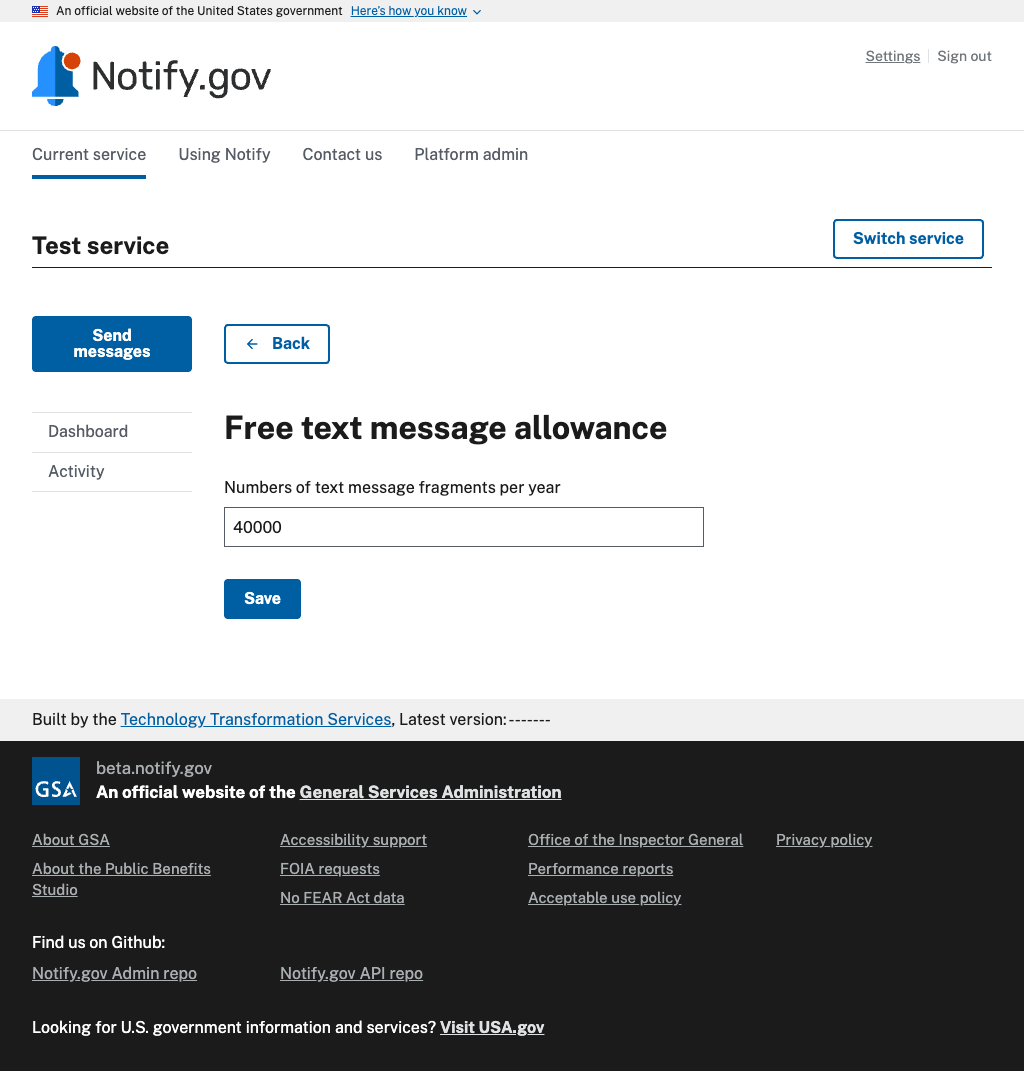 An official website of the United States government Here's how you know
Notify.gov
Settings Sign out
Current service Using Notify Contact us Platform admin
Test service
Switch service
Send
messages
Back
Dashboard
Activity
Free text message allowance
Numbers of text message fragments per year
40000
Save
Built by the Technology Transformation Services, Latest version: -------
GSA
beta.notify.gov
An official website of the General Services Administration
About GSA Accessibility support Office of the Inspector General Privacy policy
About the Public Benefits
Studio
FOIA requests Performance reports
No FEAR Act data Acceptable use policy
Find us on Github:
Notify.gov Admin repo Notify.gov API repo
Looking for U.S. government information and services? Visit USA.gov